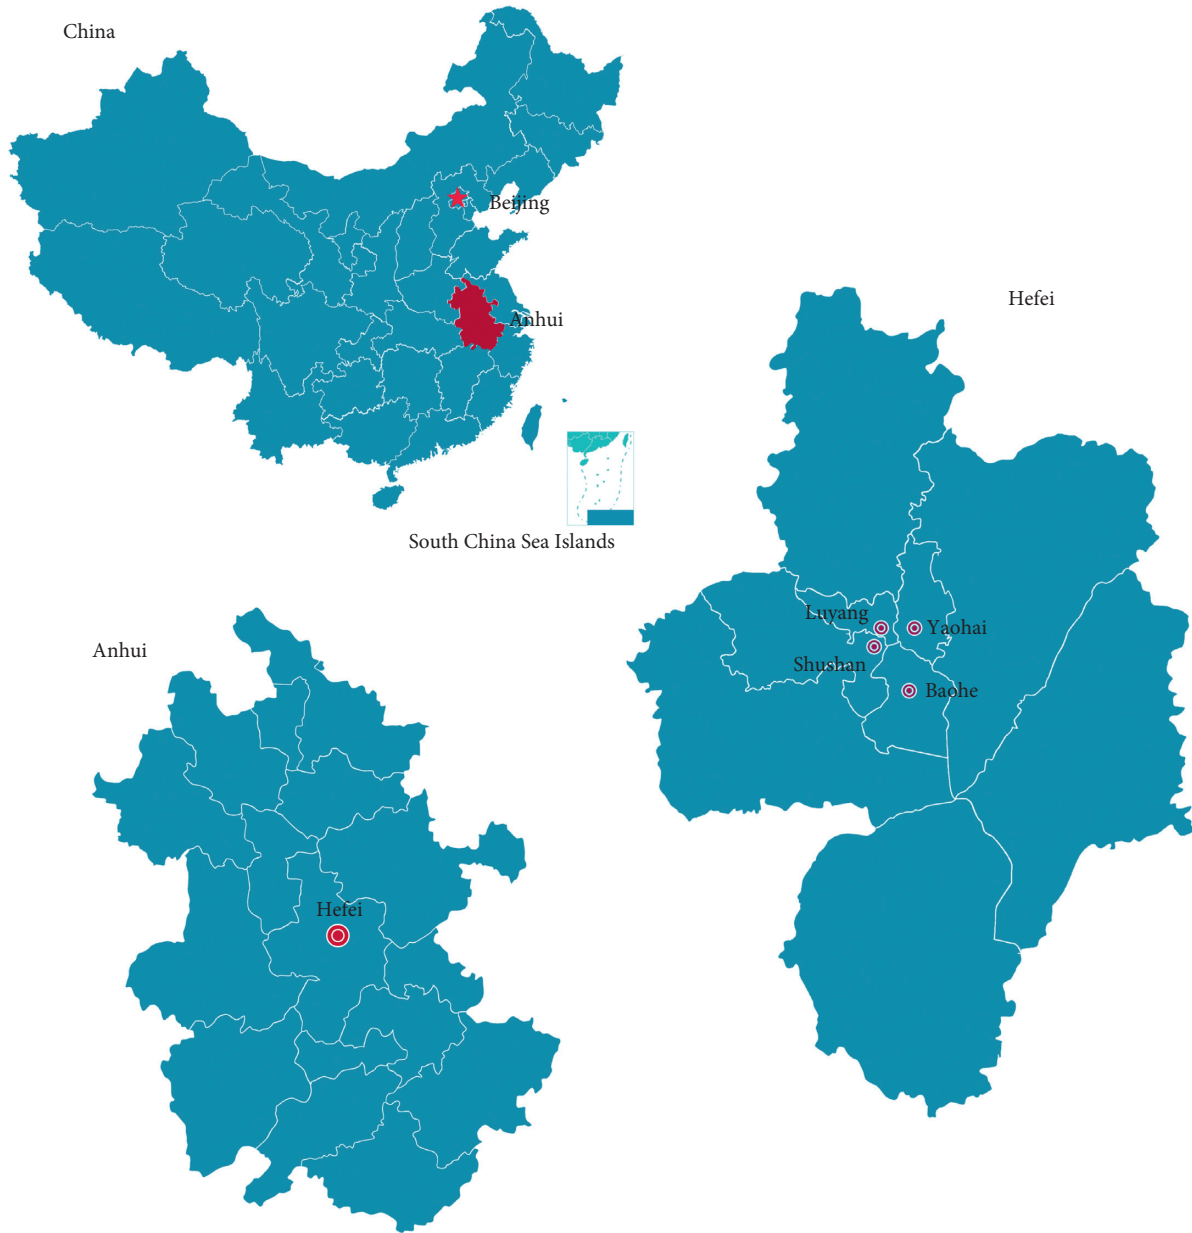 China
Beijing
Anhui
South China Sea Islands
Hefei
Luyang
Yaohai
Shushan
Baohe
Anhui
Hefei